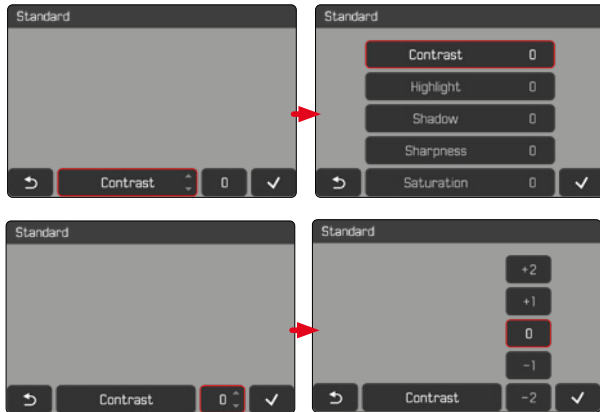 Standard
Contrast 0
Standard
Contrast 0
Highlight 0
Shadow 0
Sharpness 0
Saturation 0
Standard
Contrast 0
Standard
+2
+1
0
-1
Contrast -2